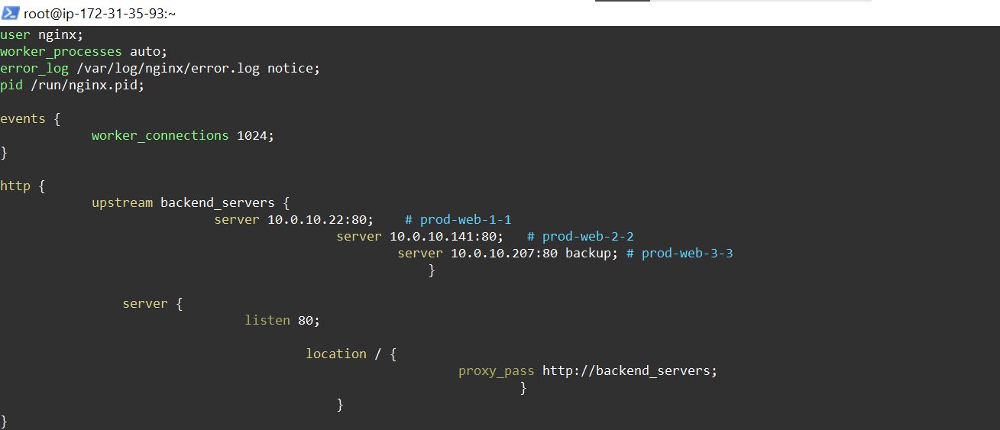 root@ip-172-31-35-93:~
user nginx;
worker_processes auto;
error_log /var/log/nginx/error.log notice;
pid /run/nginx.pid;
events {
worker_connections 1024;
}
http {
upstream backend_servers {
server 10.0.10.22:80; # prod-web-1-1
server 10.0.10.141:80; # prod-web-2-2
server 10.0.10.207:80 backup; # prod-web-3-3
}
server {
listen 80;
location / {
proxy_pass http://backend_servers;
}
}
}